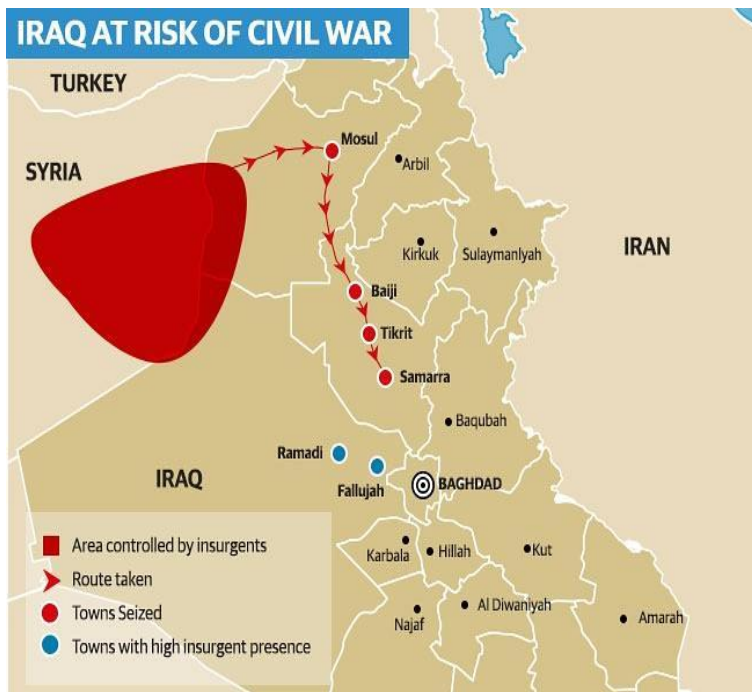 IRAQ AT RISK OF CIVIL WAR
TURKEY
Mosul
SYRIA
Arbil
Kirkuk
Sulaymanlyah
IRAN
Baiji
Tikrit
Samarra
Baqubah
Ramadi
IRAQ
Fallujah
BAGHDAD
Area controlled by insurgents
Karbala
Hillah
Kut
Route taken
Towns Seized
Najaf
Al Diwaniyah
Amarah
Towns with high insurgent presence